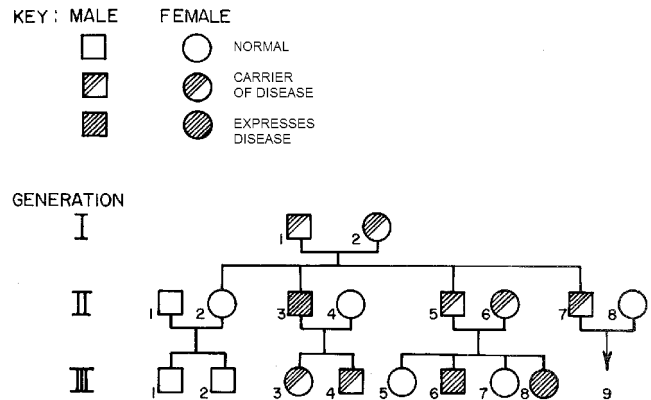 KEY: MALE FEMALE
NORMAL
CARRIER
OF DISEASE
EXPRESSES
DISEASE
GENERATION
I
1 2
II
1 2 3 4 5 6 7 8
III
1 2 3 4 5 6 7 8 9